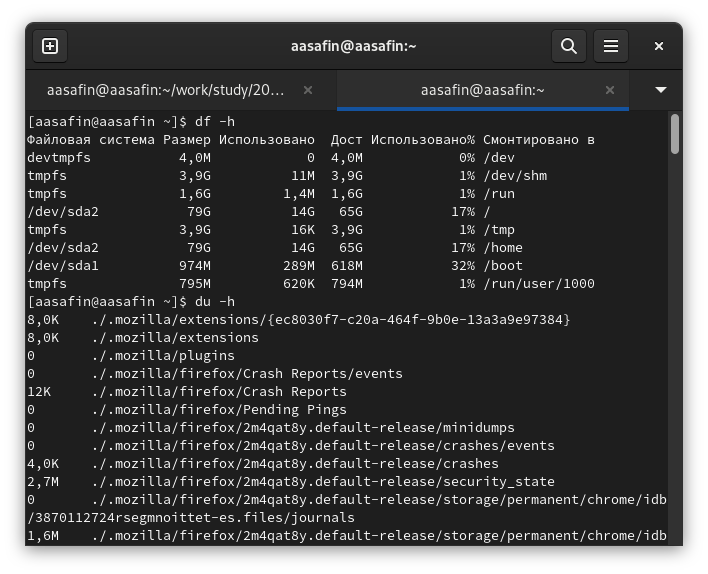 aasafin@aasafin:~
aasafin@aasafin:~/work/study/20...
aasafin@aasafin:~
[aasafin@aasafin ~]$ df -h
Файловая система Размер Использовано  Дост Использовано% Смонтировано в
devtmpfs           4,0M            0  4,0M            0% /dev
tmpfs              3,9G          11M  3,9G            1% /dev/shm
tmpfs              1,6G         1,4M  1,6G            1% /run
/dev/sda2           79G          14G   65G           17% /
tmpfs              3,9G          16K  3,9G            1% /tmp
/dev/sda2           79G          14G   65G           17% /home
/dev/sda1          974M         289M  618M           32% /boot
tmpfs              795M         620K  794M            1% /run/user/1000
[aasafin@aasafin ~]$ du -h
8,0K    ./.mozilla/extensions/{ec8030f7-c20a-464f-9b0e-13a3a9e97384}
8,0K    ./.mozilla/extensions
0       ./.mozilla/plugins
0       ./.mozilla/firefox/Crash Reports/events
12K     ./.mozilla/firefox/Crash Reports
0       ./.mozilla/firefox/Pending Pings
0       ./.mozilla/firefox/2m4qat8y.default-release/minidumps
0       ./.mozilla/firefox/2m4qat8y.default-release/crashes/events
4,0K    ./.mozilla/firefox/2m4qat8y.default-release/crashes
2,7M    ./.mozilla/firefox/2m4qat8y.default-release/security_state
0       ./.mozilla/firefox/2m4qat8y.default-release/storage/permanent/chrome/idb
/3870112724rsegmnoittet-es.files/journals
1,6M    ./.mozilla/firefox/2m4qat8y.default-release/storage/permanent/chrome/idb